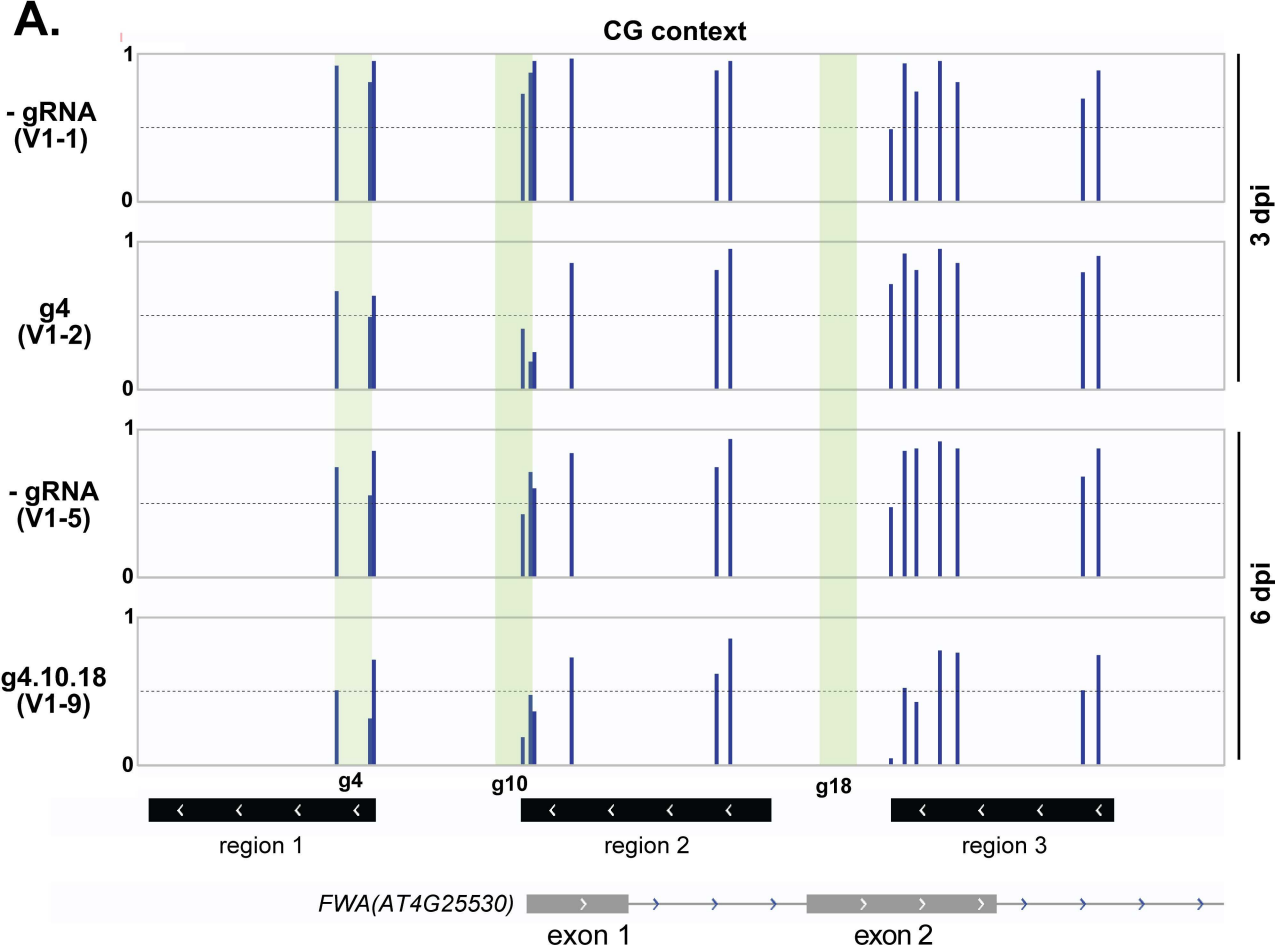 A.
CG context
1
- gRNA
(V1-1)
0
3 dpi
1
g4
(V1-2)
0
1
- gRNA
(V1-5)
0
6 dpi
1
g4.10.18
(V1-9)
0
g4
g10
g18
region 1
region 2
region 3
FWA(AT4G25530)
exon 1
exon 2